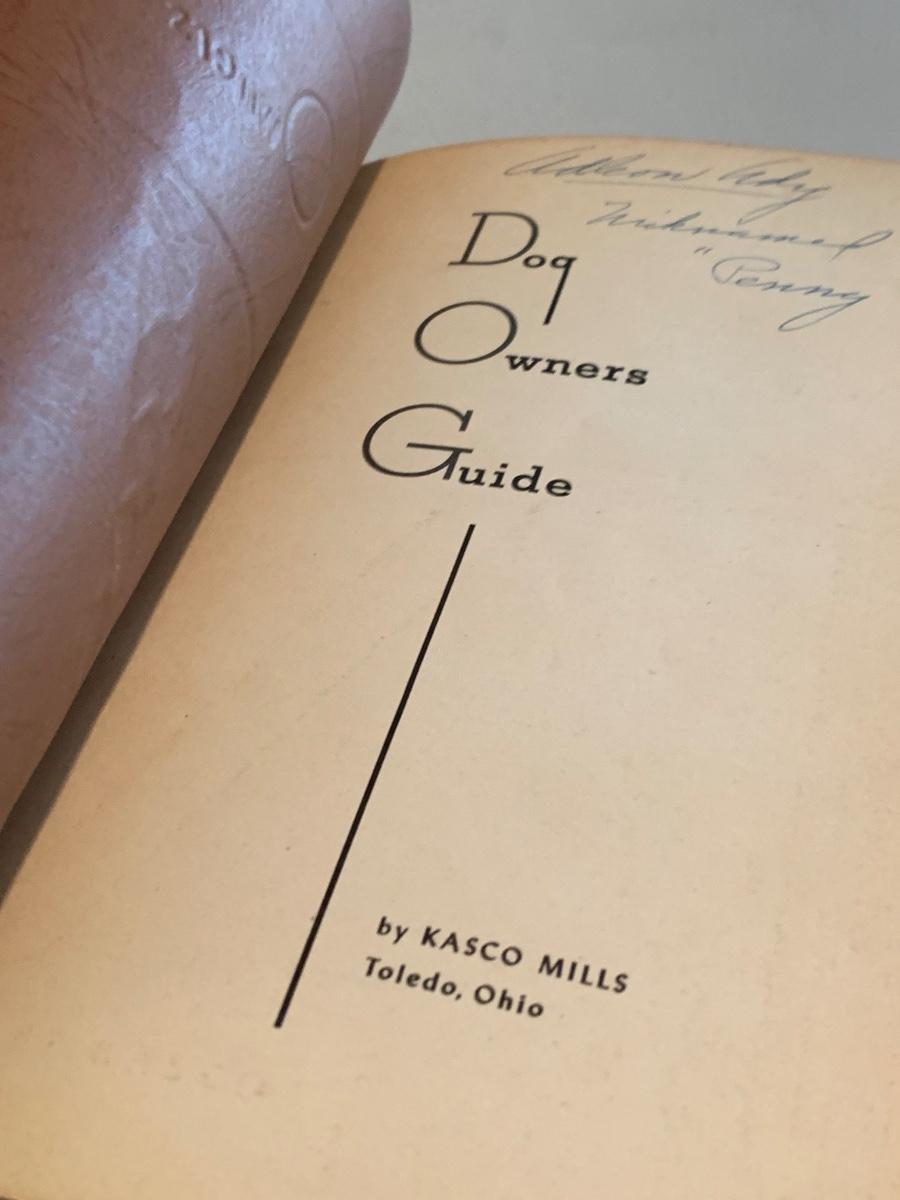 Nicknamed
"Penny
Dog
Owners
Guide
by KASCO MILLS
Toledo, Ohio